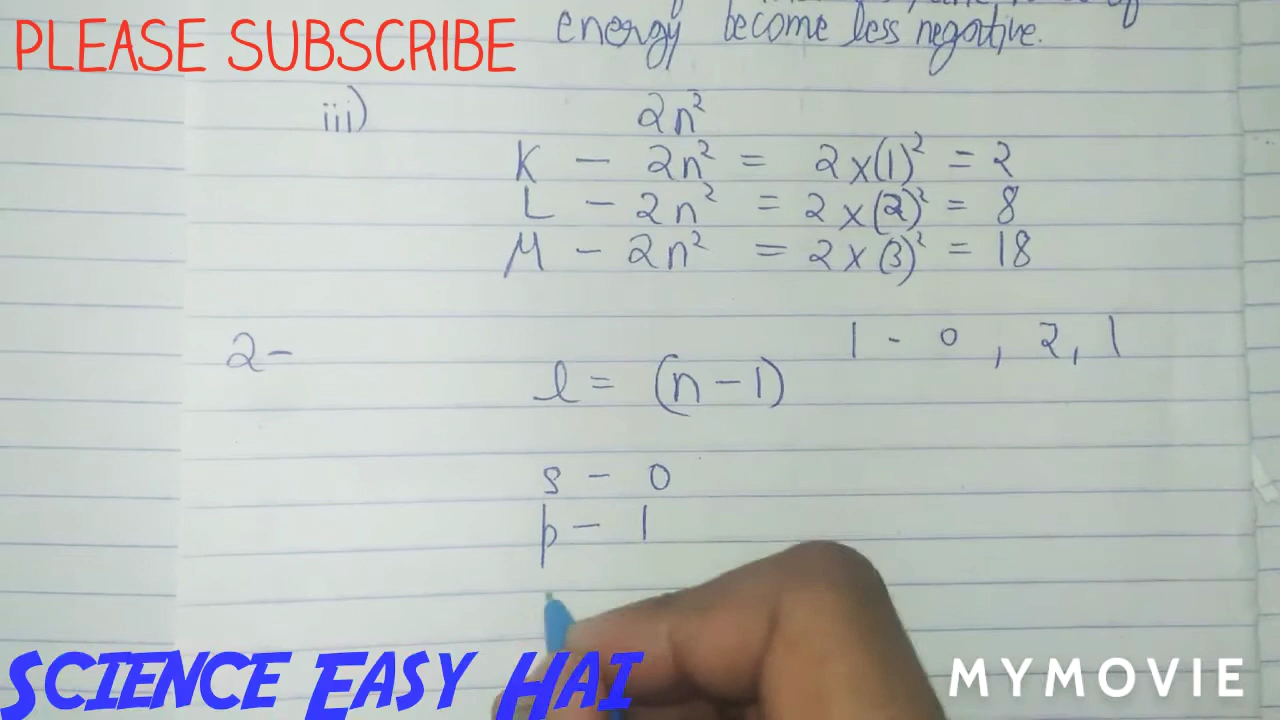 PLEASE SUBSCRIBE
energy become less negative.
iii) 2n²
K - 2n² = 2×(1)² = 2
L - 2n² = 2×(2)² = 8
M - 2n² = 2×(3)² = 18
1 - 0, 2, 1
2- l = (n-1)
s - 0
p - 1
SCIENCE EASY HAI
MYMOVIE